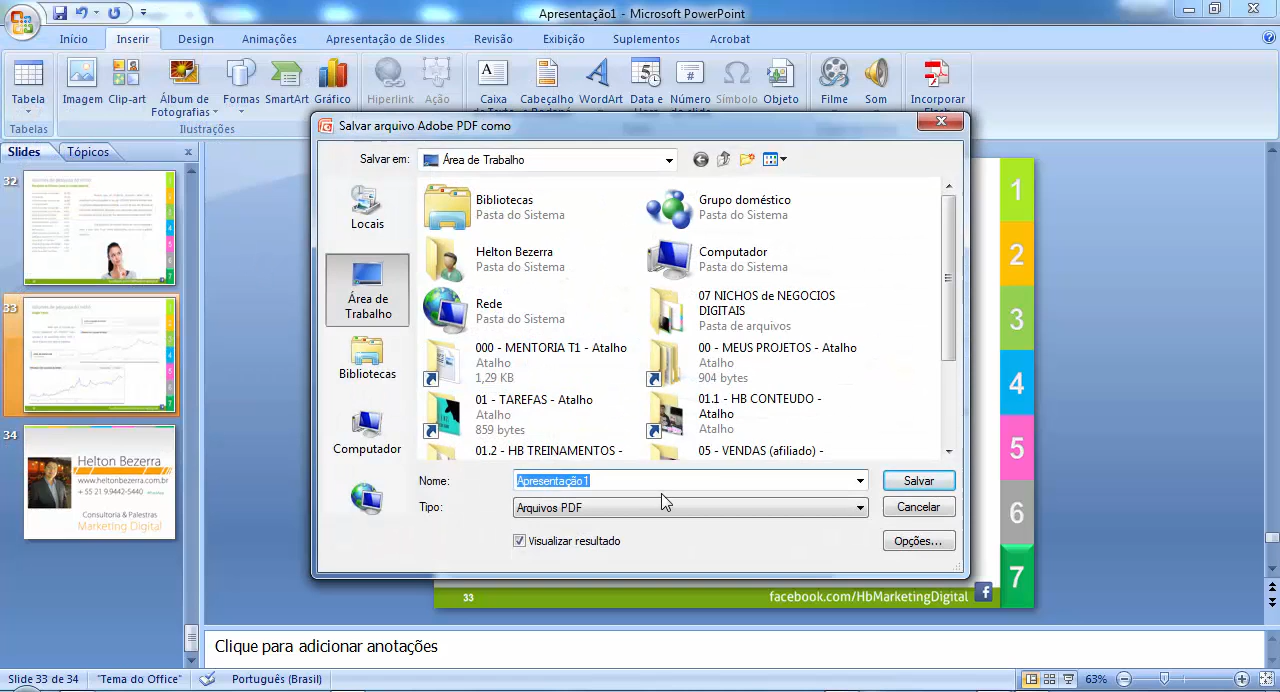 Apresentação1 - Microsoft PowerPoint
Início Inserir Design Animações Apresentação de Slides Revisão Exibição Suplementos Acrobat
Tabela Imagem Clip-art Álbum de Fotografias Formas SmartArt Gráfico Hiperlink Ação Caixa Cabeçalho WordArt Data e Número Símbolo Objeto Filme Som Incorporar
Tabelas Ilustrações
Slides Tópicos
Salvar arquivo Adobe PDF como
Salvar em: Área de Trabalho
Pasta do Sistema
Pasta do Sistema
Helton Bezerra
Pasta do Sistema
Computador
Pasta do Sistema
Pasta do Sistema
DIGITAIS
Pasta de arquivos
000 - MENTORIA T1 - Atalho
Atalho
1,29 KB
00 - MEUS PROJETOS - Atalho
Atalho
904 bytes
01 - TAREFAS - Atalho
Atalho
859 bytes
01.1 - HB CONTEUDO -
Atalho
Atalho
01.2 - HB TREINAMENTOS -
05 - VENDAS (afiliado) -
Locais
Área de
Trabalho
Bibliotecas
Computador
Nome: Apresentação1 Salvar
Tipo: Arquivos PDF Cancelar
Visualizar resultado Opções...
32
33
34
Helton Bezerra
www.heltonbezerra.com.br
+ 55 21 9.9442-5440
Consultoria & Palestras
Marketing Digital
1
2
3
4
5
6
7
33 facebook.com/HbMarketingDigital
Clique para adicionar anotações
Slide 33 de 34 "Tema do Office" Português (Brasil) 63%